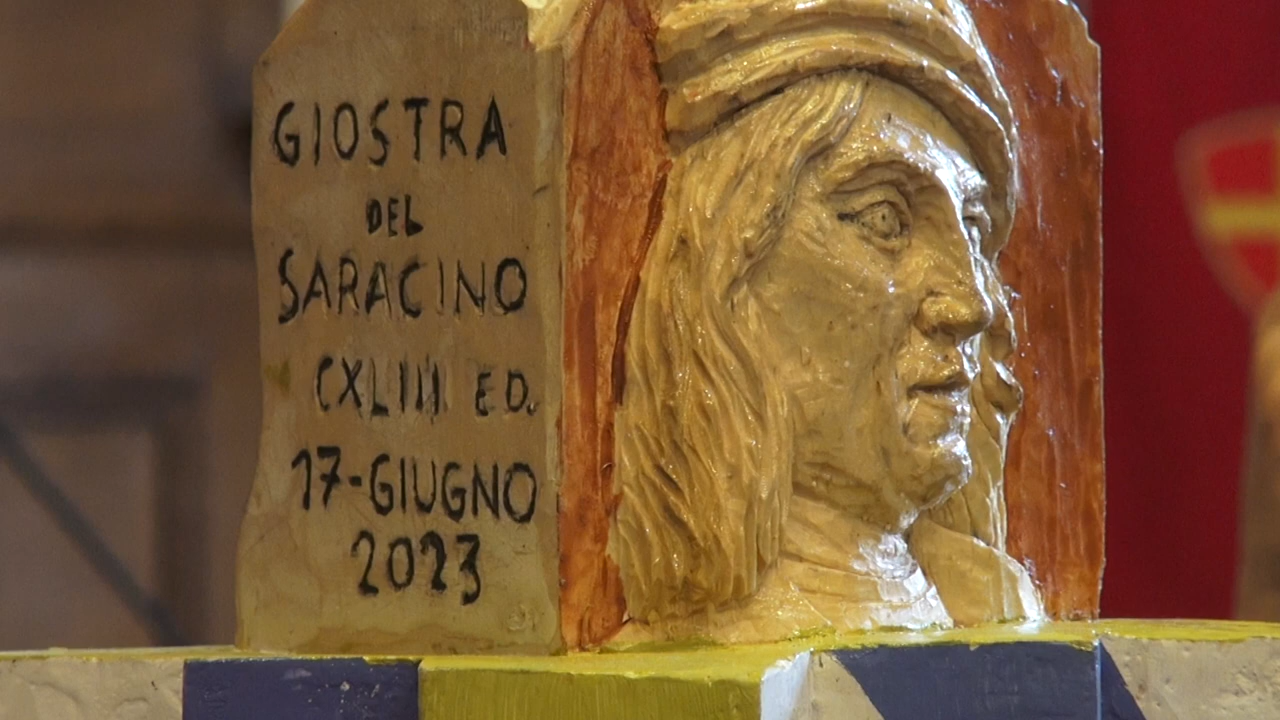 GIOSTRA
DEL
SARACINO
CXLIII ED.
17-GIUGNO
2023